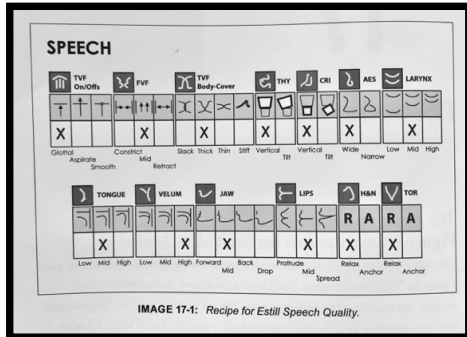 SPEECH
TVF On/Offs FVF TVF Body-Cover THY CRI AES LARYNX
X X X X X X X
Glottal Aspirate Smooth Constrict Mid Retract Slack Thick Thin Stiff Vertical Tilt Vertical Tilt Wide Narrow Low Mid High
TONGUE VELUM JAW LIPS H&N TOR
R A R A
X X X X X X
Low Mid High Low Mid High Forward Mid Back Drop Protrude Mid Spread Relax Anchor Relax Anchor
IMAGE 17-1: Recipe for Estill Speech Quality.